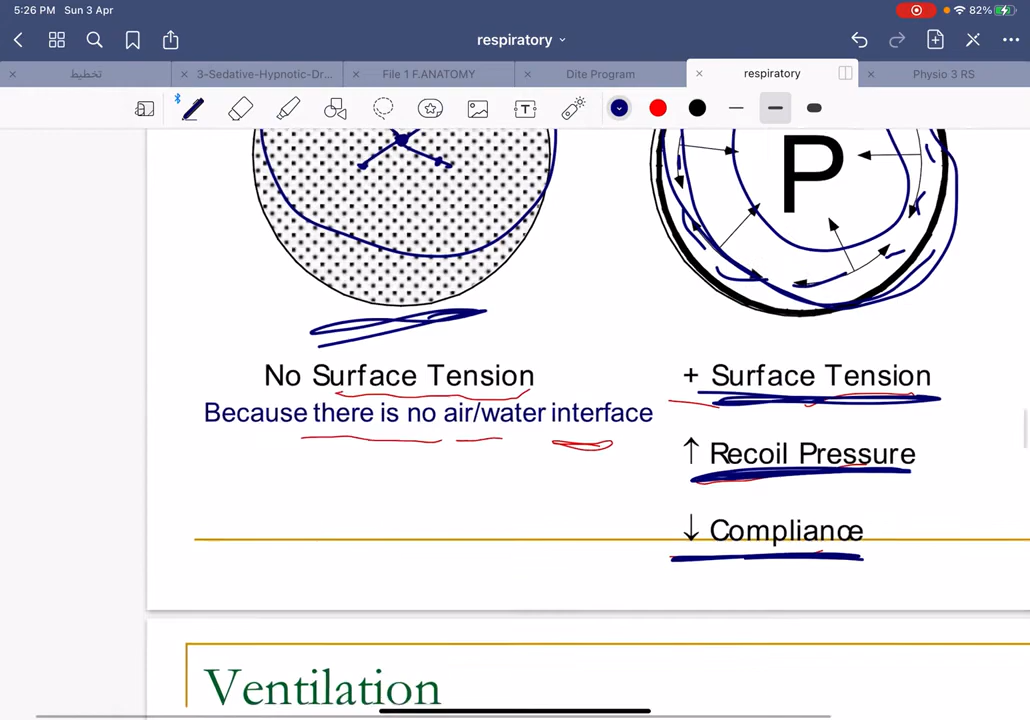 5:26 PM Sun 3 Apr
82%
respiratory
تخطيط
3-Sedative-Hypnotic-Dr...
File 1 F.ANATOMY
Dite Program
respiratory
Physio 3 RS
T
P
No Surface Tension
+ Surface Tension
Because there is no air/water interface
↑ Recoil Pressure
↓ Compliance
Ventilation